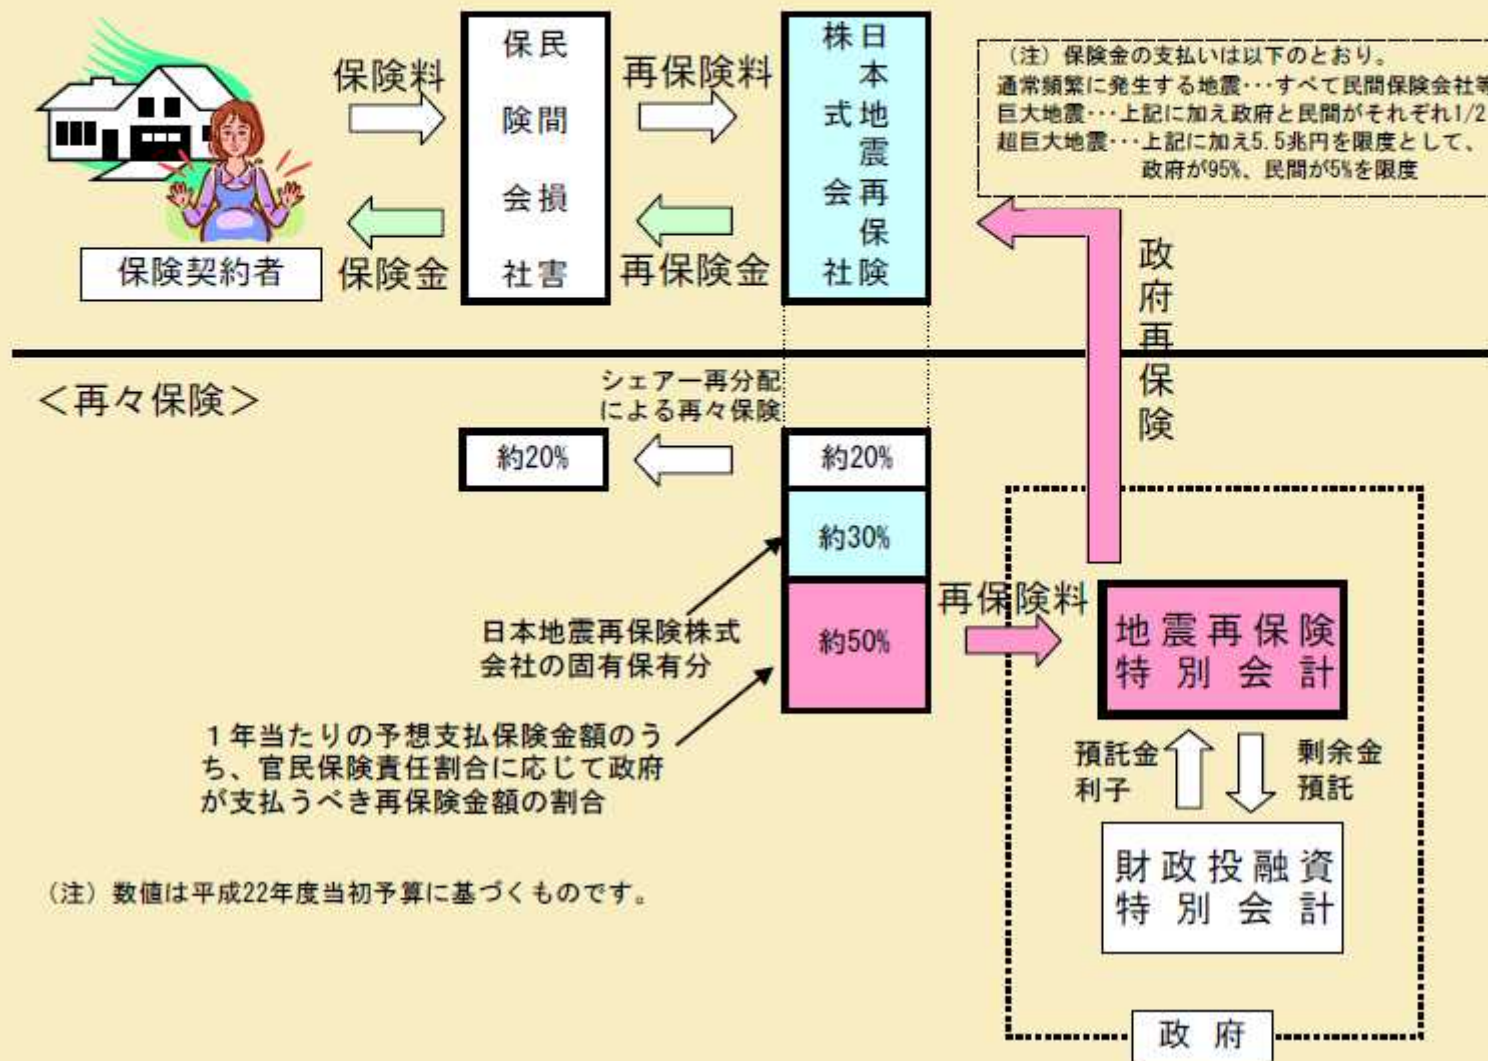 保険料
保険金
保険契約者
民間損害
保険会社
再保険料
再保険金
日本地震再保険
株式会社
（注）保険金の支払いは以下のとおり。
通常頻繁に発生する地震･･･すべて民間保険会社等
巨大地震･･･上記に加え政府と民間がそれぞれ1/2
超巨大地震･･･上記に加え5.5兆円を限度として、
政府が95%、民間が5%を限度
政府再保険
＜再々保険＞
シェアー再分配
による再々保険
約20%
約20%
約30%
約50%
日本地震再保険株式
会社の固有保有分
１年当たりの予想支払保険金額のう
ち、官民保険責任割合に応じて政府
が支払うべき再保険金額の割合
再保険料
地震再保険
特別会計
預託金
利子
剰余金
預託
財政投融資
特別会計
政府
（注）数値は平成22年度当初予算に基づくものです。